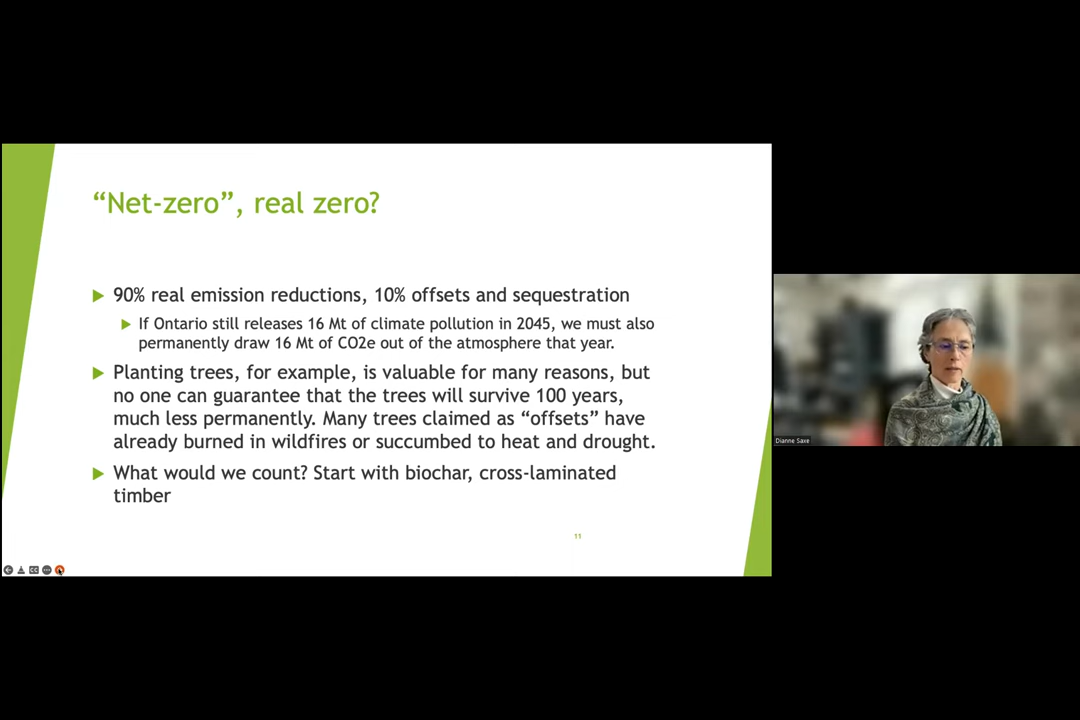 “Net-zero”, real zero?
90% real emission reductions, 10% offsets and sequestration
If Ontario still releases 16 Mt of climate pollution in 2045, we must also
permanently draw 16 Mt of CO2e out of the atmosphere that year.
Planting trees, for example, is valuable for many reasons, but
no one can guarantee that the trees will survive 100 years,
much less permanently. Many trees claimed as “offsets” have
already burned in wildfires or succumbed to heat and drought.
What would we count? Start with biochar, cross-laminated
timber
11
CC
Dianne Saxe